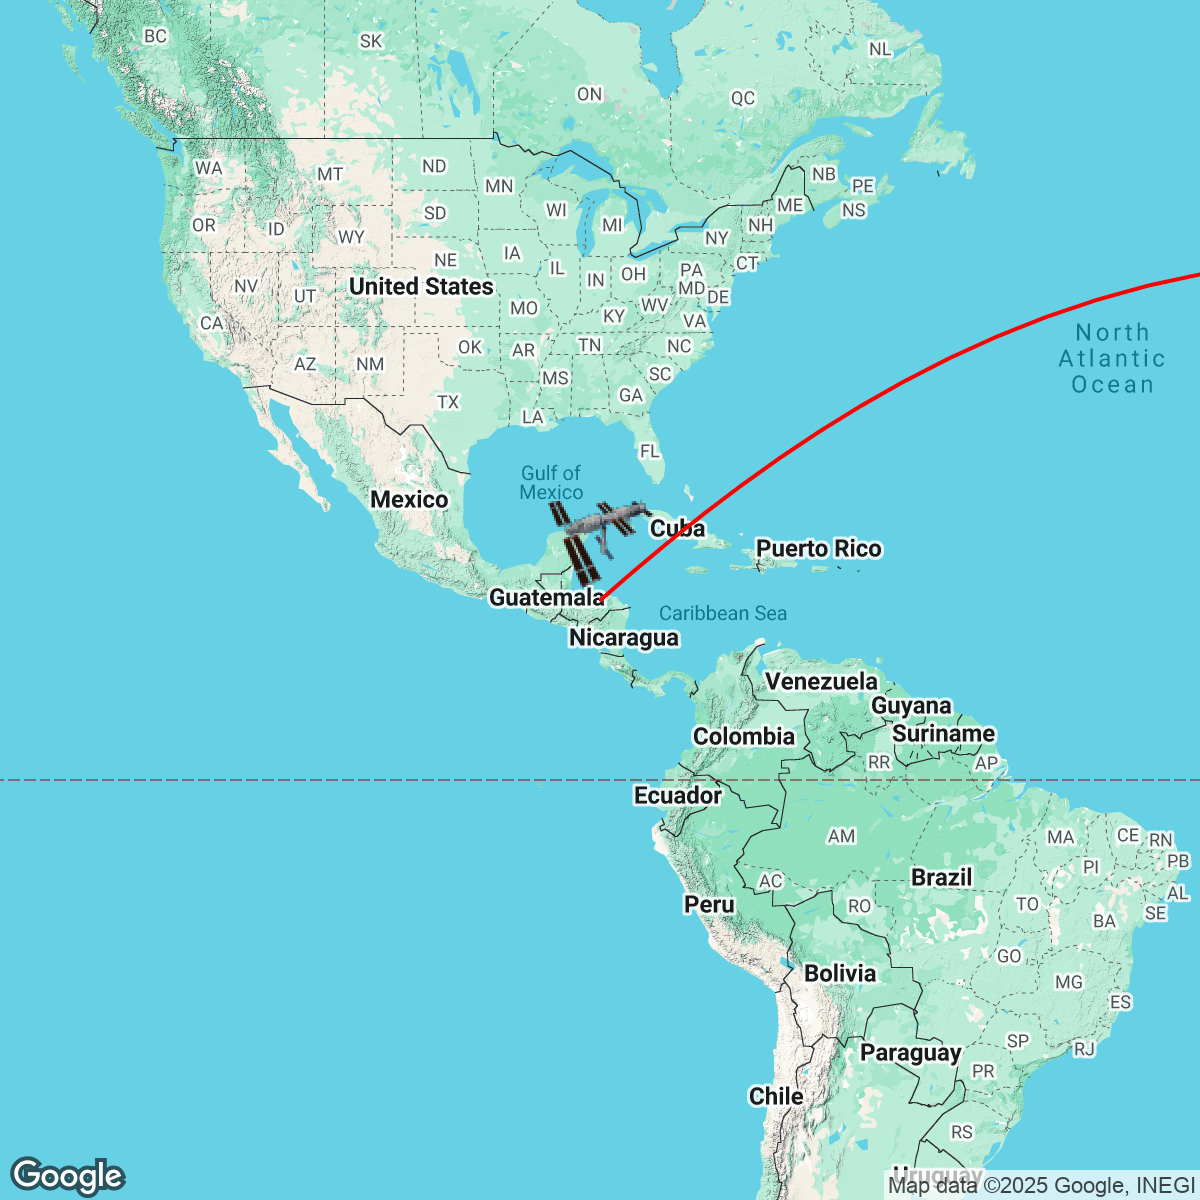 BC
SK
NL
ON
QC
WA
MT
ND
MN
NB
PE
OR
ID
WY
SD
WI
MI
NY
NH
ME
NS
NV
UT
NE
IA
IL
IN
OH
PA
CT
United States
MO
KY
WV
MD
DE
CA
VA
North
Atlantic
Ocean
AZ
NM
OK
AR
TN
NC
TX
MS
SC
LA
GA
FL
Mexico
Gulf of
Mexico
Cuba
Puerto Rico
Guatemala
Caribbean Sea
Nicaragua
Venezuela
Guyana
Colombia
Suriname
RR
AP
Ecuador
AM
MA
CE
RN
PB
PI
AC
Brazil
AL
Peru
RO
TO
BA
SE
GO
Bolivia
MG
ES
SP
RJ
Paraguay
PR
Chile
RS
Uruguay
Google
Map data ©2025 Google, INEGI